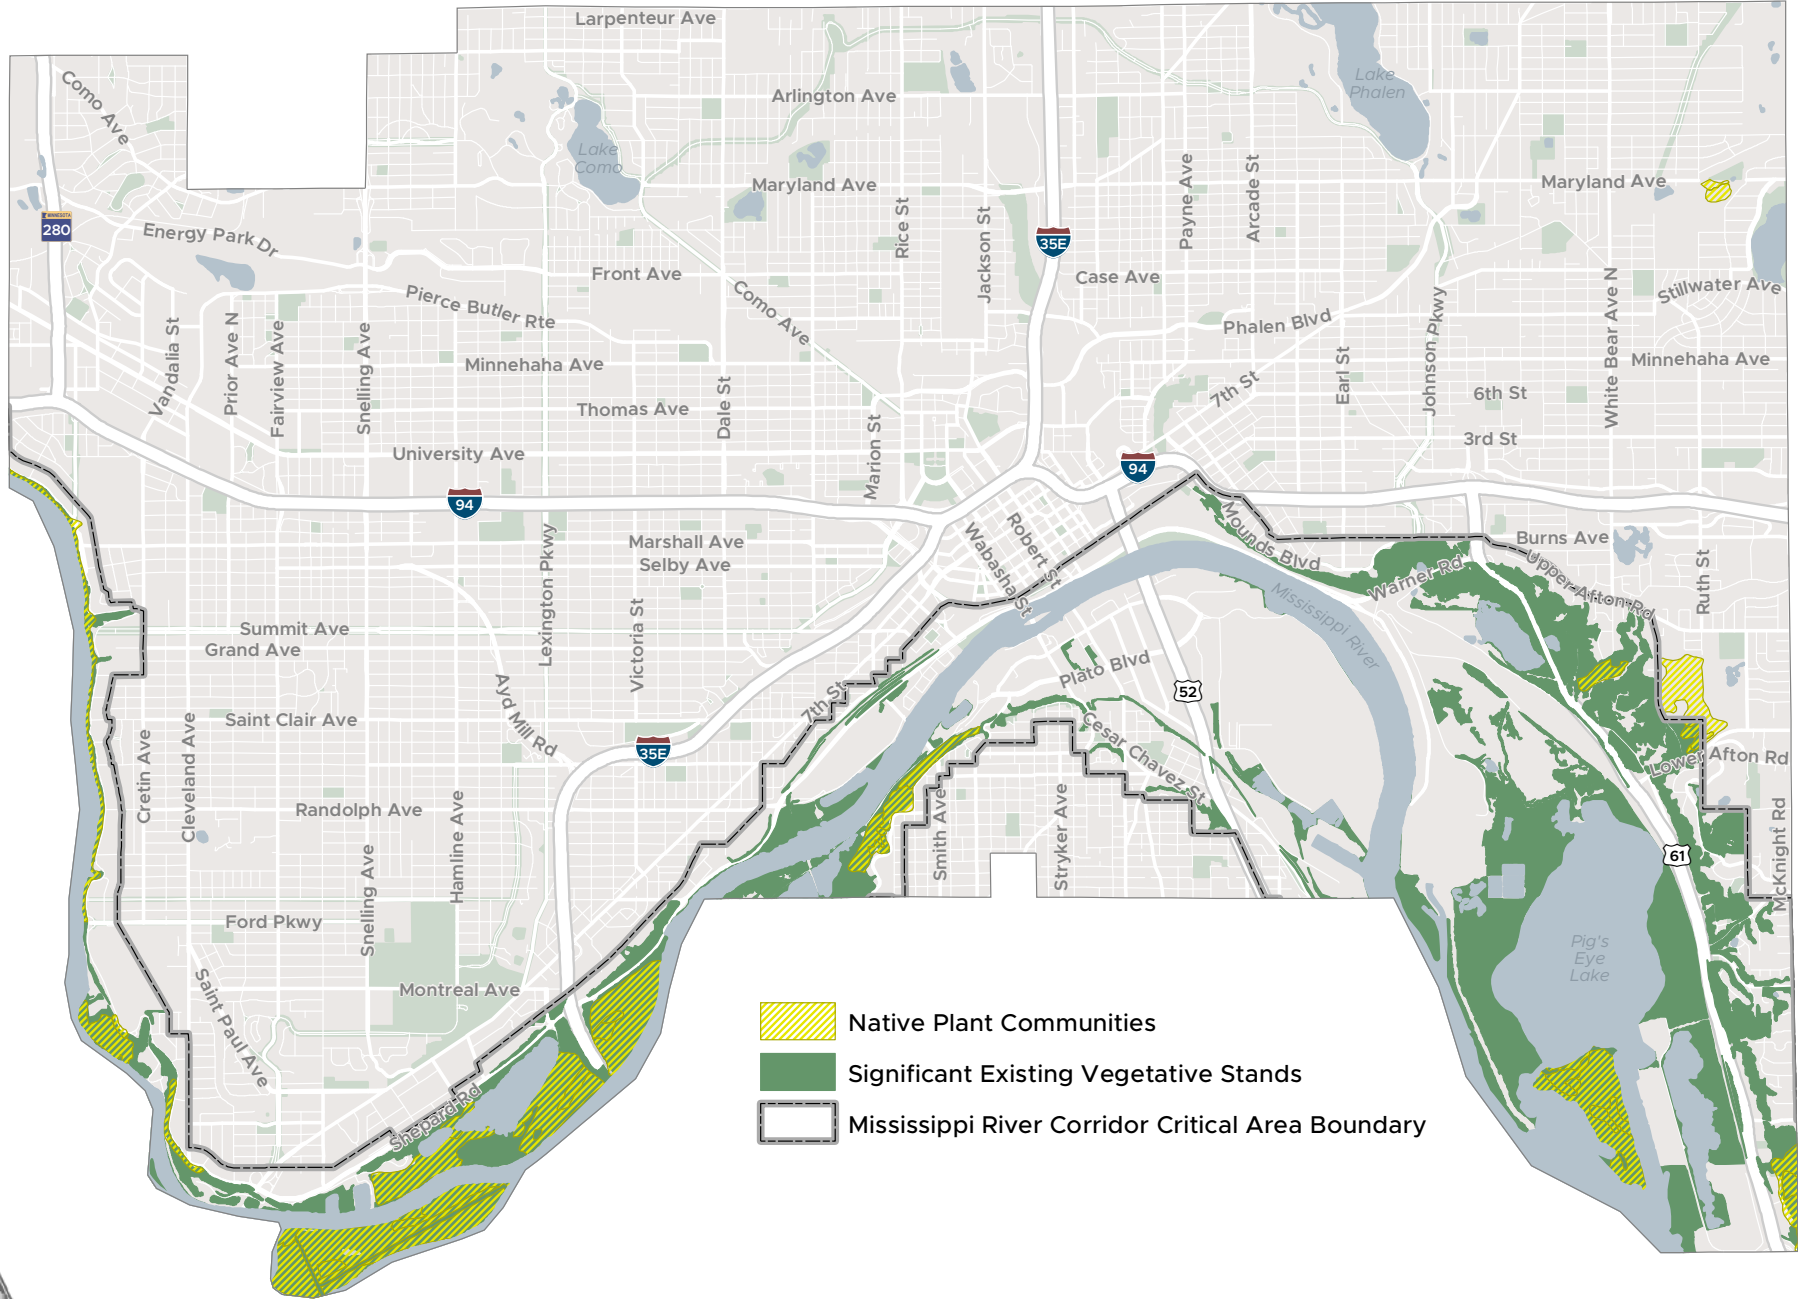 Larpenteur Ave
Como Ave
Lake
Phalen
Arlington Ave
Lake
Como
Maryland Ave
Maryland Ave
Payne Ave
Arcade St
MINNESOTA
280
Energy Park Dr
Rice St
Jackson St
35E
Front Ave
Case Ave
Stillwater Ave
Pierce Butler Rte
Como Ave
Phalen Blvd
Vandalia St
Prior Ave N
Fairview Ave
Snelling Ave
Minnehaha Ave
Minnehaha Ave
Johnson Pkwy
White Bear Ave N
Earl St
7th St
6th St
Thomas Ave
Dale St
Marion St
3rd St
University Ave
94
94
Robert St
Wabasha St
Mounds Blvd
Burns Ave
Marshall Ave
Selby Ave
Lexington Pkwy
Warner Rd
Upper Afton Rd
Ruth St
Mississippi River
Summit Ave
Grand Ave
Victoria St
Plato Blvd
52
Ayd Mill Rd
7th St
Saint Clair Ave
Cesar Chavez St
35E
Lower Afton Rd
Cretin Ave
Cleveland Ave
Randolph Ave
Hamline Ave
Smith Ave
Stryker Ave
61
McKnight Rd
Snelling Ave
Ford Pkwy
Pig's
Eye
Lake
Saint Paul Ave
Montreal Ave
Shepard Rd
Native Plant Communities
Significant Existing Vegetative Stands
Mississippi River Corridor Critical Area Boundary